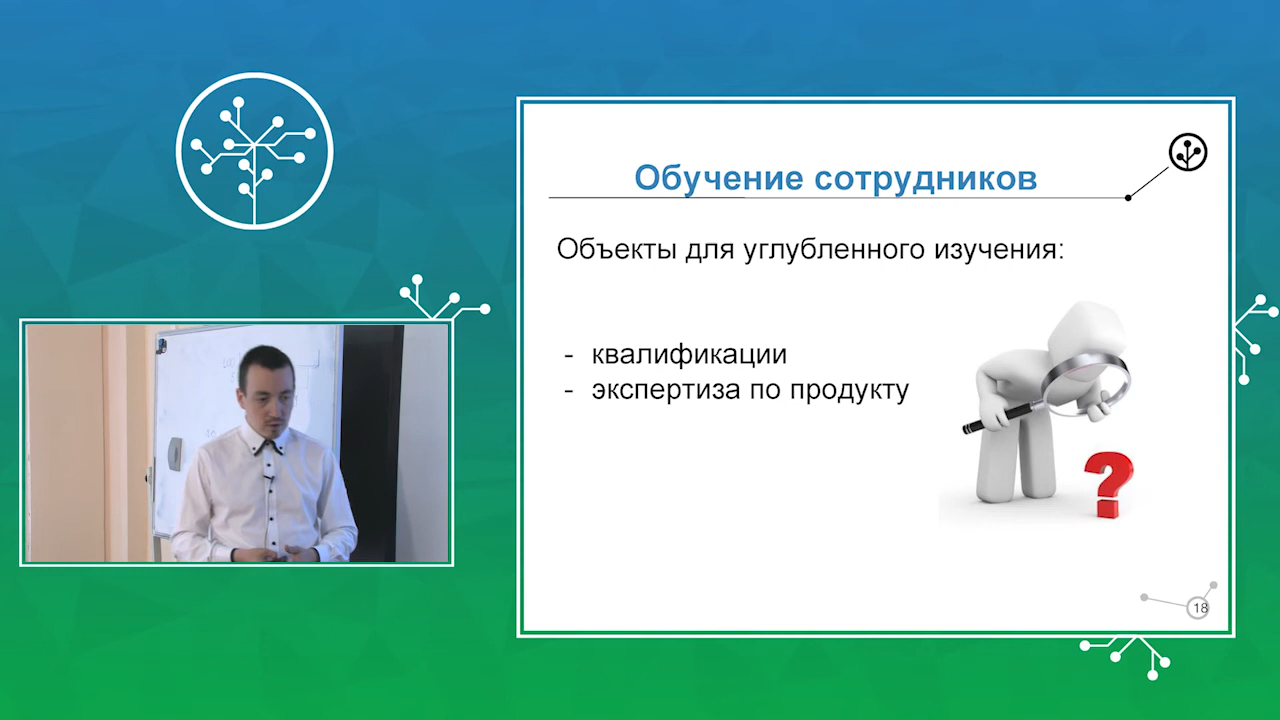 Обучение сотрудников
Объекты для углубленного изучения:
- квалификации
- экспертиза по продукту
18